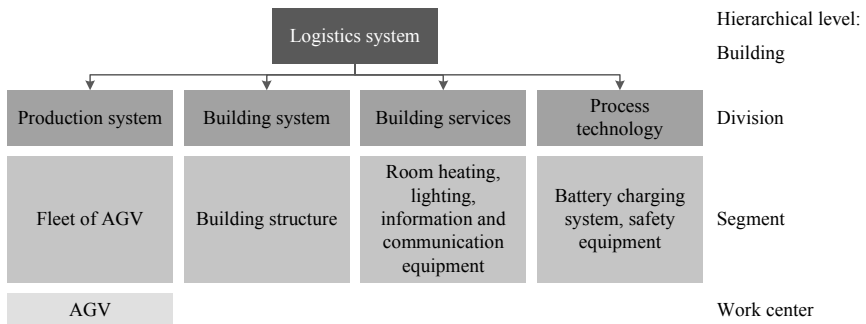 Logistics system
Hierarchical level:
Building
Production system
Building system
Building services
Process
technology
Division
Fleet of AGV
Building structure
Room heating,
lighting,
information and
communication
equipment
Battery charging
system, safety
equipment
Segment
AGV
Work center